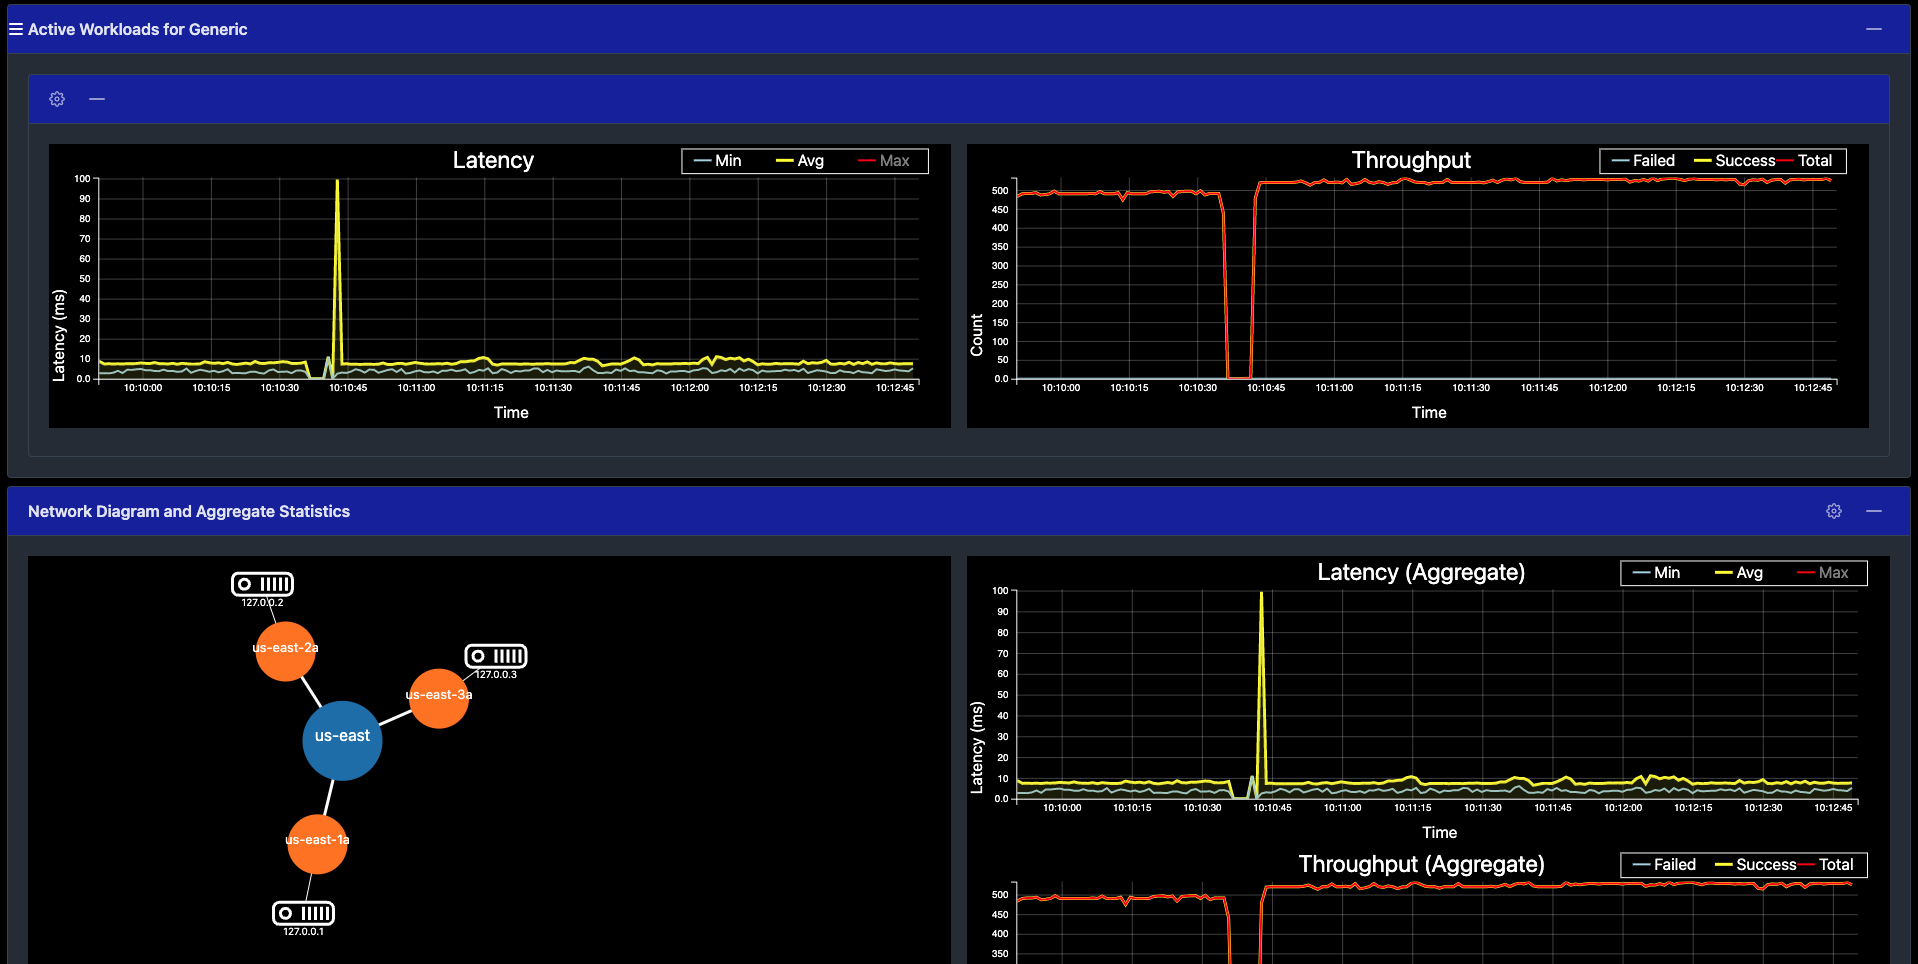 Active Workloads for Generic
Latency
Min Avg Max
100
90
80
70
60
50
40
30
20
10
0.0
Latency (ms)
10:10:00 10:10:15 10:10:30 10:10:45 10:11:00 10:11:15 10:11:30 10:11:45 10:12:00 10:12:15 10:12:30 10:12:45
Time
Throughput
Failed Success Total
500
450
400
350
300
250
200
150
100
50
0.0
Count
10:10:00 10:10:15 10:10:30 10:10:45 10:11:00 10:11:15 10:11:30 10:11:45 10:12:00 10:12:15 10:12:30 10:12:45
Time
Network Diagram and Aggregate Statistics
127.0.0.2
us-east-2a
127.0.0.3
us-east-3a
us-east
us-east-1a
127.0.0.1
Latency (Aggregate)
Min Avg Max
100
90
80
70
60
50
40
30
20
10
0.0
Latency (ms)
10:10:00 10:10:15 10:10:30 10:10:45 10:11:00 10:11:15 10:11:30 10:11:45 10:12:00 10:12:15 10:12:30 10:12:45
Time
Throughput (Aggregate)
Failed Success Total
500
450
400
350